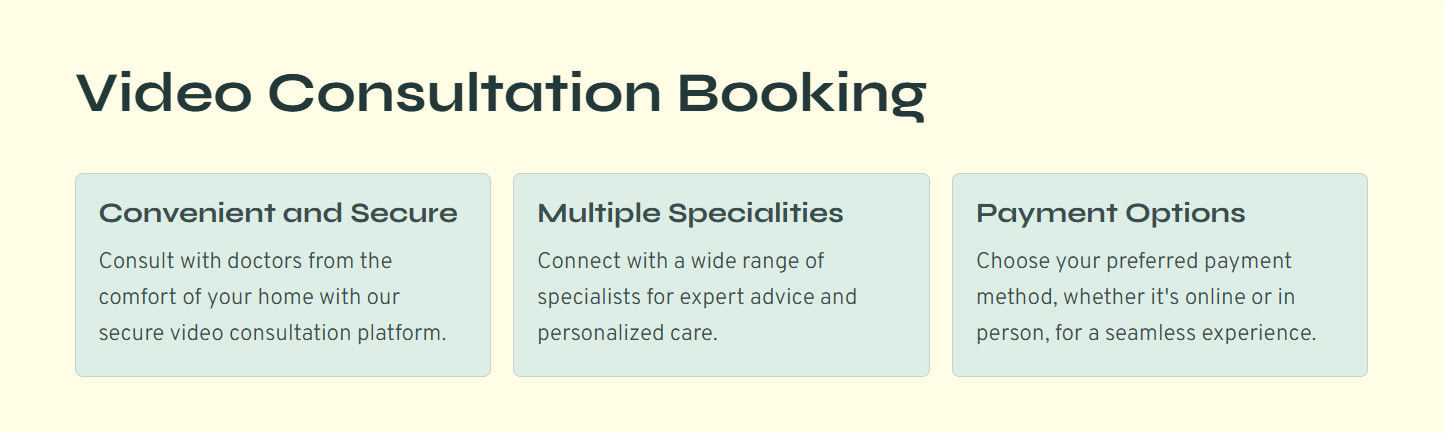 Video Consultation Booking
Convenient and Secure
Consult with doctors from the
comfort of your home with our
secure video consultation platform.
Multiple Specialities
Connect with a wide range of
specialists for expert advice and
personalized care.
Payment Options
Choose your preferred payment
method, whether it's online or in
person, for a seamless experience.